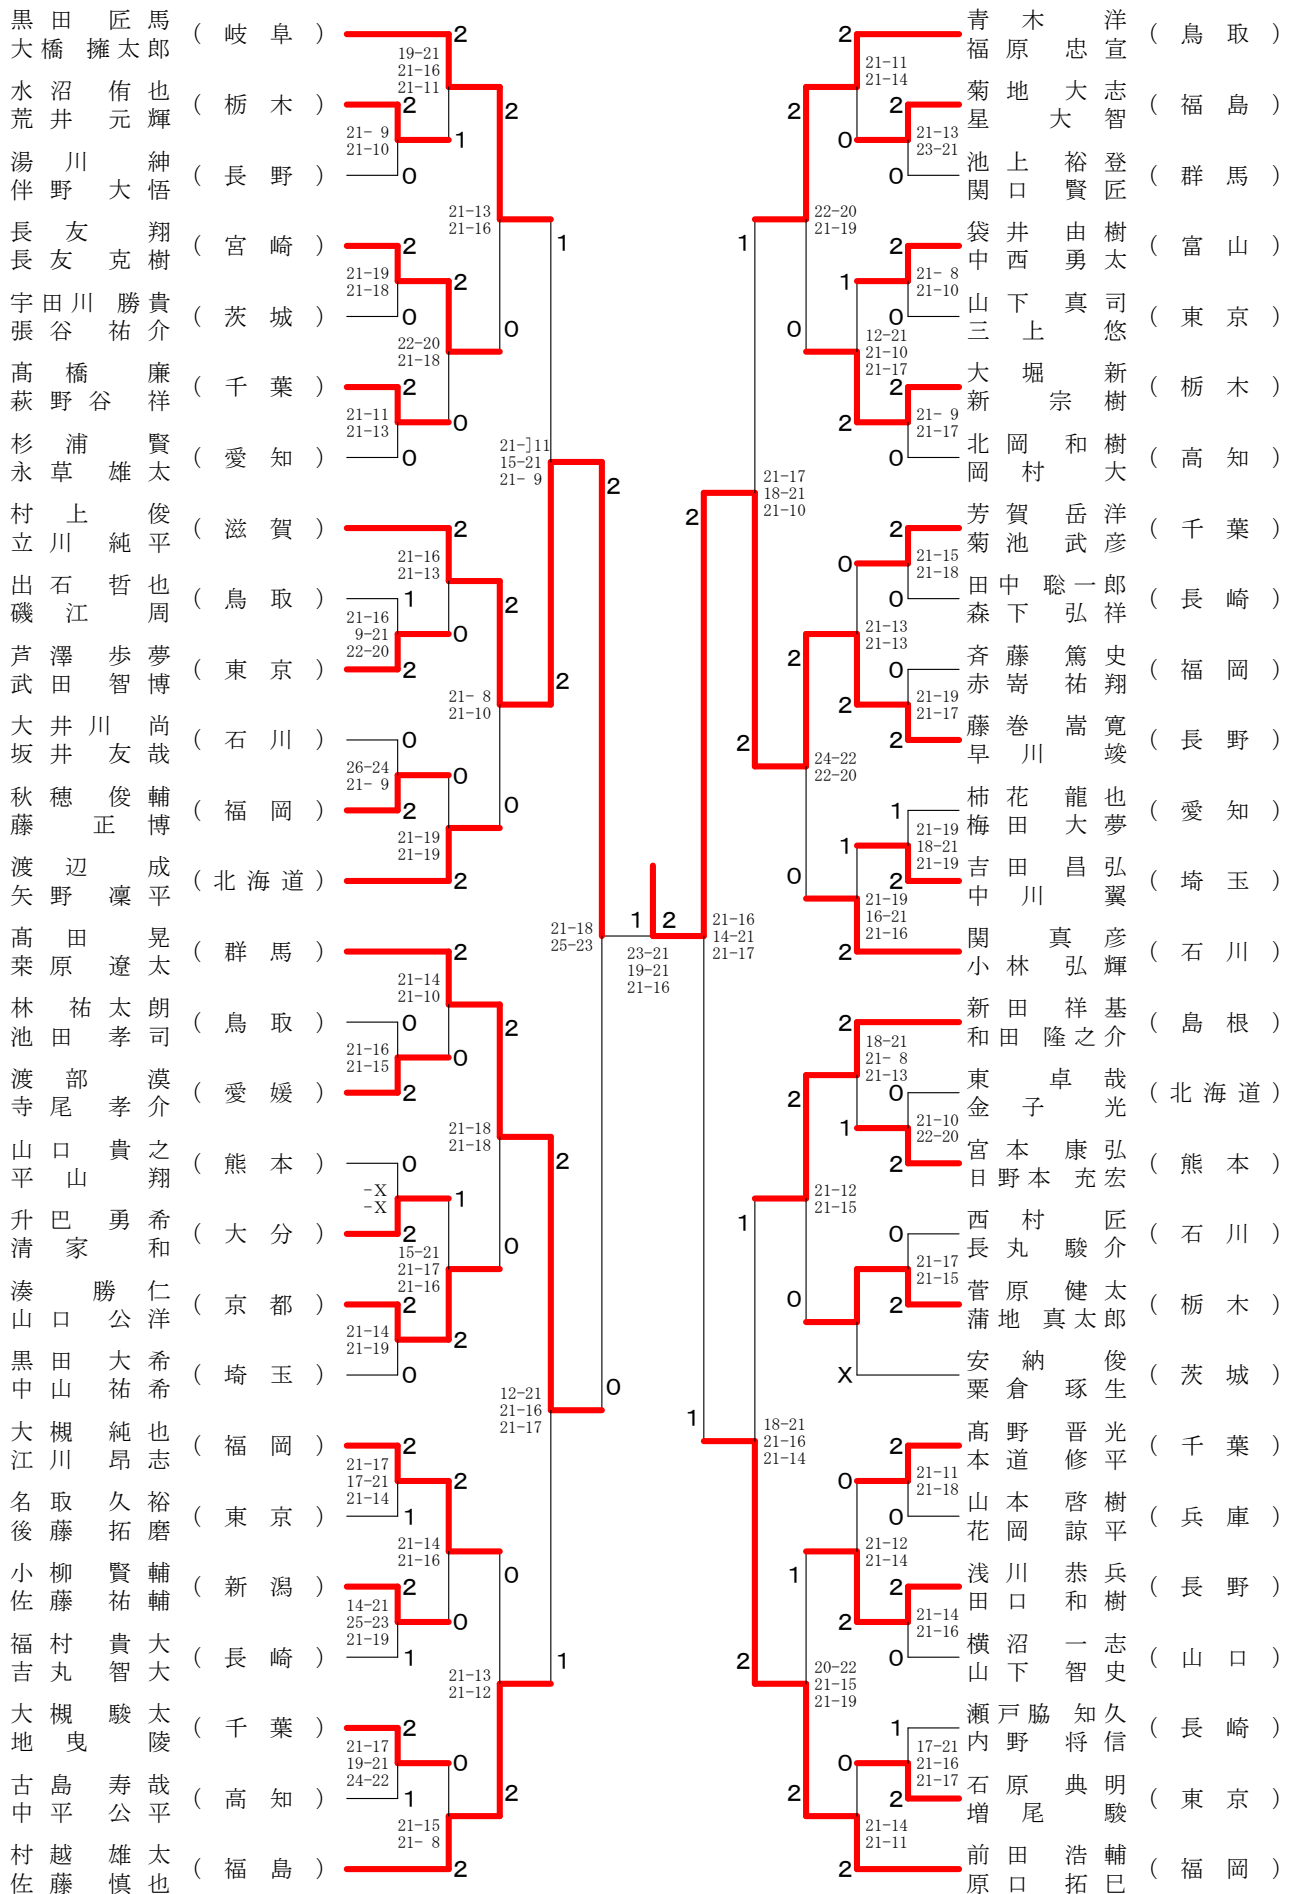 黒田 匠馬
大橋 擁太郎
(岐阜)
2
19-21
21-16
21-11
水沼 侑也
荒井 元輝
(栃木)
2
21- 9
21-10
1
2
湯川 紳
伴野 大悟
(長野)
0
21-13
21-16
1
長友 翔
長友 克樹
(宮崎)
2
21-19
21-18
2
宇田川 勝貴
張谷 祐介
(茨城)
0
22-20
21-18
0
髙橋 廉
萩野谷 祥
(千葉)
2
21-11
21-13
0
杉浦 賢
永草 雄太
(愛知)
0
21-]11
15-21
21- 9
2
村上 俊
立川 純平
(滋賀)
2
21-16
21-13
2
出石 哲也
磯江 周
(鳥取)
1
21-16
9-21
22-20
0
芦澤 歩夢
武田 智博
(東京)
2
21- 8
21-10
2
大井川 尚
坂井 友哉
(石川)
0
26-24
21- 9
0
秋穂 俊輔
藤 正博
(福岡)
2
21-19
21-19
0
渡辺 成
矢野 凜平
(北海道)
2
21-18
25-23
髙田 晃
桒原 遼太
(群馬)
2
21-14
21-10
2
林 祐太朗
池田 孝司
(鳥取)
0
21-16
21-15
0
渡部 漠
寺尾 孝介
(愛媛)
2
21-18
21-18
2
山口 貴之
平山 翔
(熊本)
0
-X
-X
1
升巴 勇希
清家 和
(大分)
2
15-21
21-17
21-16
0
湊 勝仁
山口 公洋
(京都)
2
21-14
21-19
2
黒田 大希
中山 祐希
(埼玉)
0
12-21
21-16
21-17
0
大槻 純也
江川 昂志
(福岡)
2
21-17
17-21
21-14
2
名取 久裕
後藤 拓磨
(東京)
1
21-14
21-16
0
小柳 賢輔
佐藤 祐輔
(新潟)
2
14-21
25-23
21-19
0
福村 貴大
吉丸 智大
(長崎)
1
21-13
21-12
1
大槻 駿太
地曳 陵
(千葉)
2
21-17
19-21
24-22
0
古島 寿哉
中平 公平
(高知)
1
21-15
21- 8
2
村越 雄太
佐藤 慎也
(福島)
2
1
2
23-21
19-21
21-16
青木 洋
福原 忠宣
(鳥取)
2
21-11
21-14
2
菊地 大志
星 大智
(福島)
2
21-13
23-21
0
池上 裕登
関口 賢匠
(群馬)
0
22-20
21-19
1
袋井 由樹
中西 勇太
(富山)
2
21- 8
21-10
1
山下 真司
三上 悠
(東京)
0
12-21
21-10
21-17
0
大堀 新
新 宗樹
(栃木)
2
21- 9
21-17
2
北岡 和樹
岡村 大
(高知)
0
21-17
18-21
21-10
2
芳賀 岳洋
菊池 武彦
(千葉)
2
21-15
21-18
0
田中 聡一郎
森下 弘祥
(長崎)
0
21-13
21-13
2
斉藤 篤史
赤嵜 祐翔
(福岡)
0
21-19
21-17
2
藤巻 嵩寛
早川 竣
(長野)
2
24-22
22-20
2
柿花 龍也
梅田 大夢
(愛知)
1
21-19
18-21
21-19
1
吉田 昌弘
中川 翼
(埼玉)
2
21-19
16-21
21-16
0
関 真彦
小林 弘輝
(石川)
2
21-16
14-21
21-17
新田 祥基
和田 隆之介
(島根)
2
18-21
21- 8
21-13
2
東 卓哉
金子 光
(北海道)
0
21-10
22-20
1
宮本 康弘
日野本 充宏
(熊本)
2
21-12
21-15
1
西村 匠
長丸 駿介
(石川)
0
21-17
21-15
菅原 健太
蒲地 真太郎
(栃木)
2
0
安納 俊
粟倉 琢生
(茨城)
X
18-21
21-16
21-14
1
髙野 晋光
本道 修平
(千葉)
2
21-11
21-18
0
山本 啓樹
花岡 諒平
(兵庫)
0
21-12
21-14
1
浅川 恭兵
田口 和樹
(長野)
2
21-14
21-16
2
横沼 一志
山下 智史
(山口)
0
20-22
21-15
21-19
2
瀬戸脇 知久
内野 将信
(長崎)
1
17-21
21-16
21-17
0
石原 典明
増尾 駿
(東京)
2
21-14
21-11
2
前田 浩輔
原口 拓巳
(福岡)
2